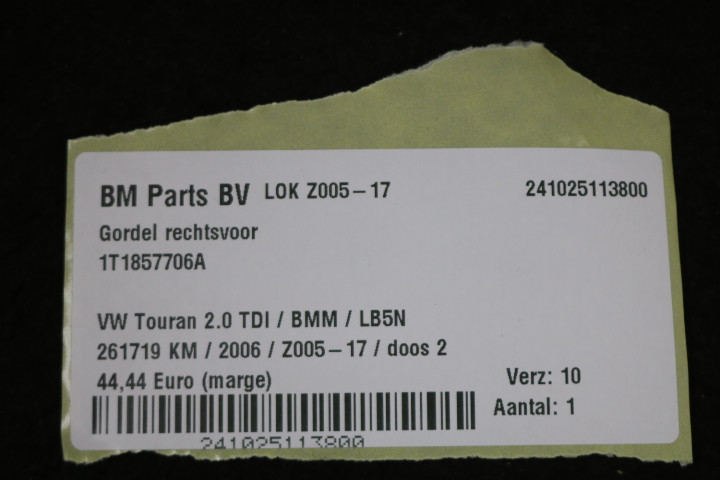 BM Parts BV LOK Z005-17 241025113800
Gordel rechtsvoor
1T1857706A
VW Touran 2.0 TDI / BMM / LB5N
261719 KM / 2006 / Z005-17 / doos 2
44,44 Euro (marge) Verz: 10
Aantal: 1
241025113800